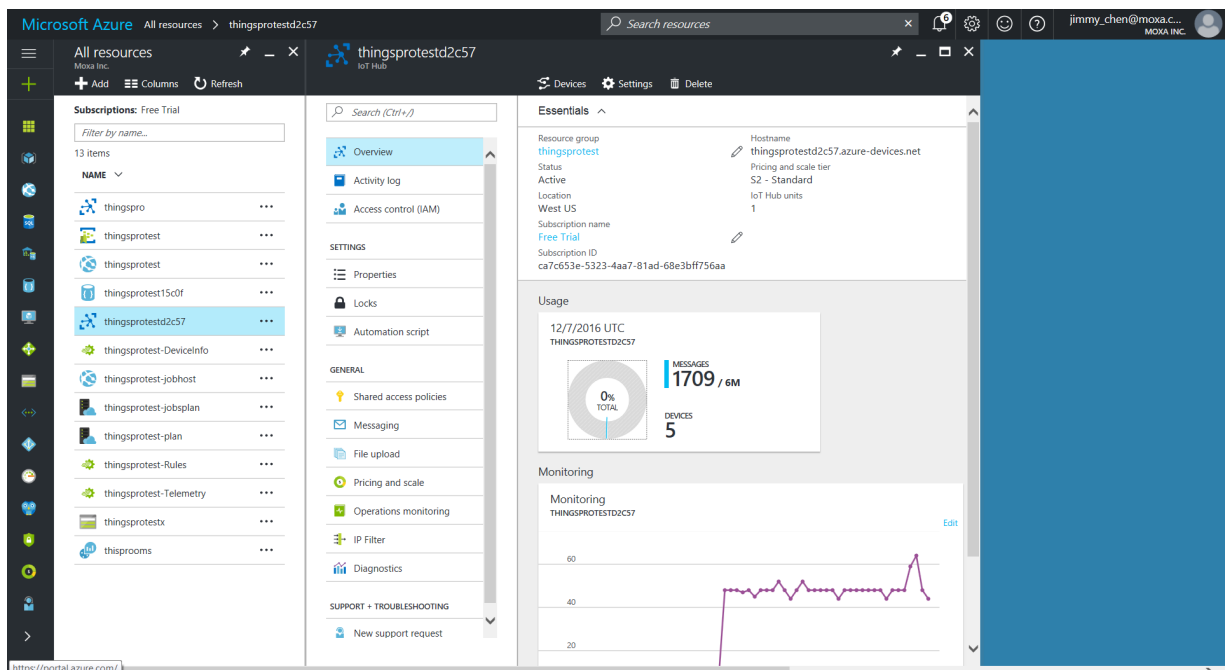 Microsoft Azure All resources > thingsprotestd2c57
Search resources
6
jimmy_chen@moxa.c...
MOXA INC.
All resources
Moxa Inc.
Add Columns Refresh
Subscriptions: Free Trial
Filter by name...
13 items
NAME
thingspro
thingsprotest
thingsprotest
thingsprotest15c0f
thingsprotestd2c57
thingsprotest-DeviceInfo
thingsprotest-jobhost
thingsprotest-jobsplan
thingsprotest-plan
thingsprotest-Rules
thingsprotest-Telemetry
thingsprotestx
thisprooms
thingsprotestd2c57
IoT Hub
Search (Ctrl+/)
Overview
Activity log
Access control (IAM)
SETTINGS
Properties
Locks
Automation script
GENERAL
Shared access policies
Messaging
File upload
Pricing and scale
Operations monitoring
IP Filter
Diagnostics
SUPPORT + TROUBLESHOOTING
New support request
Devices Settings Delete
Essentials
Resource group
thingsprotest
Status
Active
Location
West US
Subscription name
Free Trial
Subscription ID
ca7c653e-5323-4aa7-81ad-68e3bff756aa
Hostname
thingsprotestd2c57.azure-devices.net
Pricing and scale tier
S2 - Standard
IoT Hub units
1
Usage
12/7/2016 UTC
THINGSPROTESTD2C57
0%
TOTAL
MESSAGES
1709 / 6M
DEVICES
5
Monitoring
Monitoring
THINGSPROTESTD2C57
Edit
60
40
20
https://portal.azure.com/